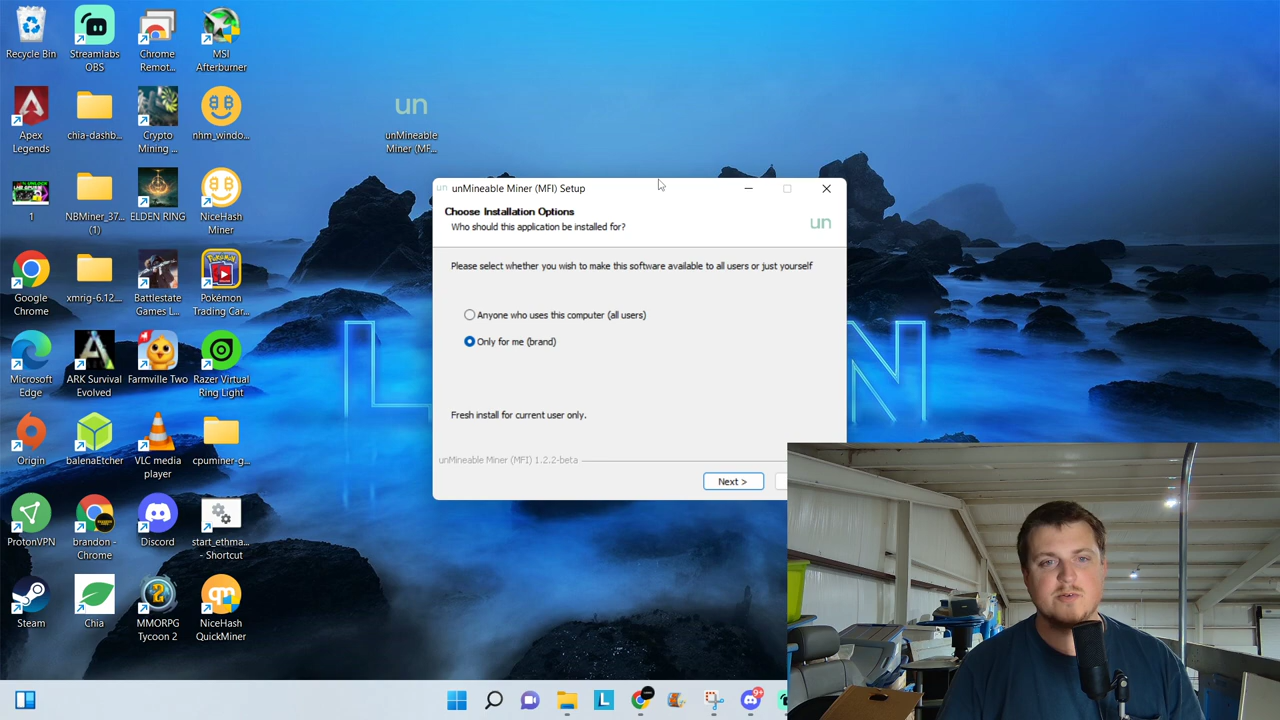 Recycle Bin
Streamlabs
OBS
Chrome
Remot...
MSI
Afterburner
Apex
Legends
chia-dashb...
Crypto
Mining ...
nhm_windo...
un
unMineable
Miner (MF...
1
NBMiner_37...
(1)
ELDEN RING
NiceHash
Miner
Google
Chrome
xmrig-6.12....
Battlestate
Games L...
Pokémon
Trading Car...
Microsoft
Edge
ARK Survival
Evolved
Farmville Two
Razer Virtual
Ring Light
Origin
balenaEtcher
VLC media
player
cpuminer-g...
ProtonVPN
brandon -
Chrome
Discord
start_ethma...
- Shortcut
Steam
Chia
MMORPG
Tycoon 2
NiceHash
QuickMiner
un unMineable Miner (MFI) Setup
Choose Installation Options
Who should this application be installed for?
un
Please select whether you wish to make this software available to all users or just yourself
Anyone who uses this computer (all users)
Only for me (brand)
Fresh install for current user only.
unMineable Miner (MFI) 1.2.2-beta
Next >
L
N